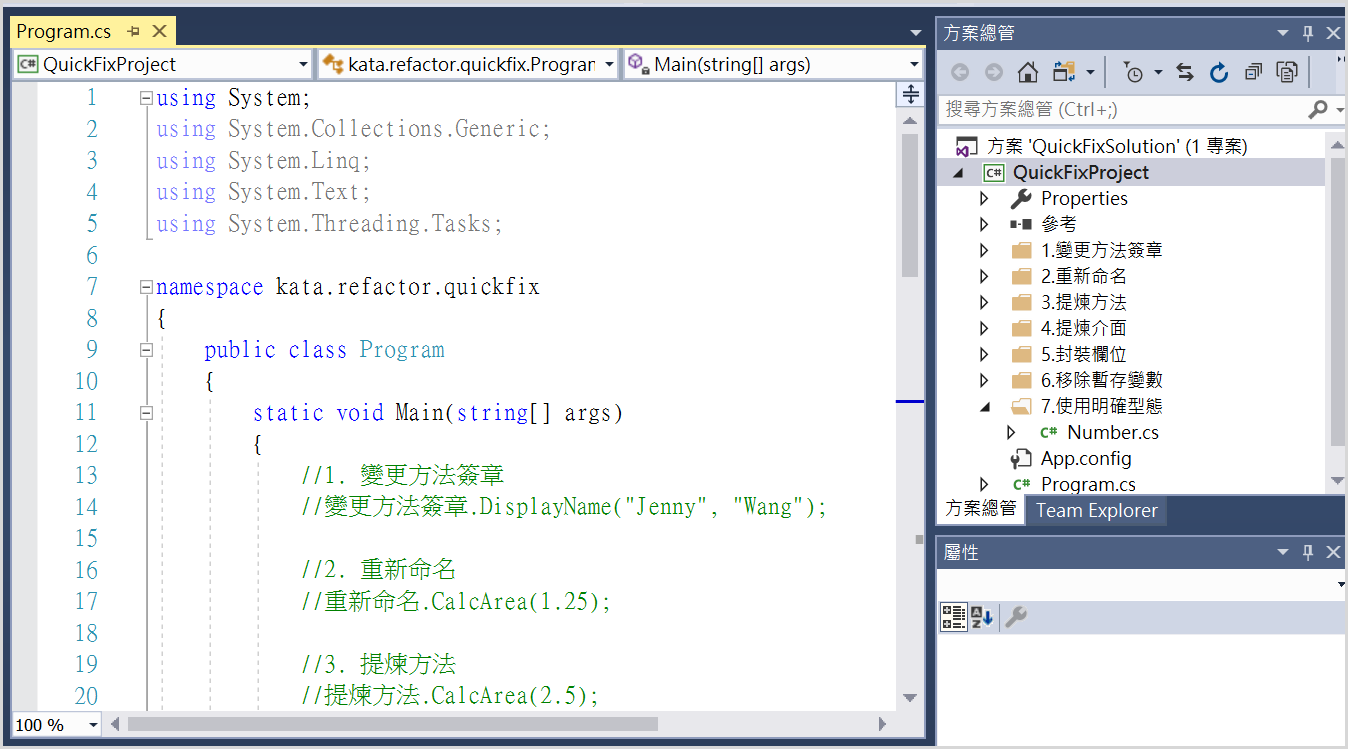 Program.cs
QuickFixProject
kata.refactor.quickfix.Program
Main(string[] args)
1 using System;
2 using System.Collections.Generic;
3 using System.Linq;
4 using System.Text;
5 using System.Threading.Tasks;
6
7 namespace kata.refactor.quickfix
8 {
9 public class Program
10 {
11 static void Main(string[] args)
12 {
13 //1. 變更方法簽章
14 //變更方法簽章.DisplayName("Jenny", "Wang");
15
16 //2. 重新命名
17 //重新命名.CalcArea(1.25);
18
19 //3. 提煉方法
20 //提煉方法.CalcArea(2.5);
100 %
方案總管
搜尋方案總管 (Ctrl+;)
方案 'QuickFixSolution' (1 專案)
C# QuickFixProject
Properties
參考
1.變更方法簽章
2.重新命名
3.提煉方法
4.提煉介面
5.封裝欄位
6.移除暫存變數
7.使用明確型態
C# Number.cs
App.config
C# Program.cs
方案總管 Team Explorer
屬性